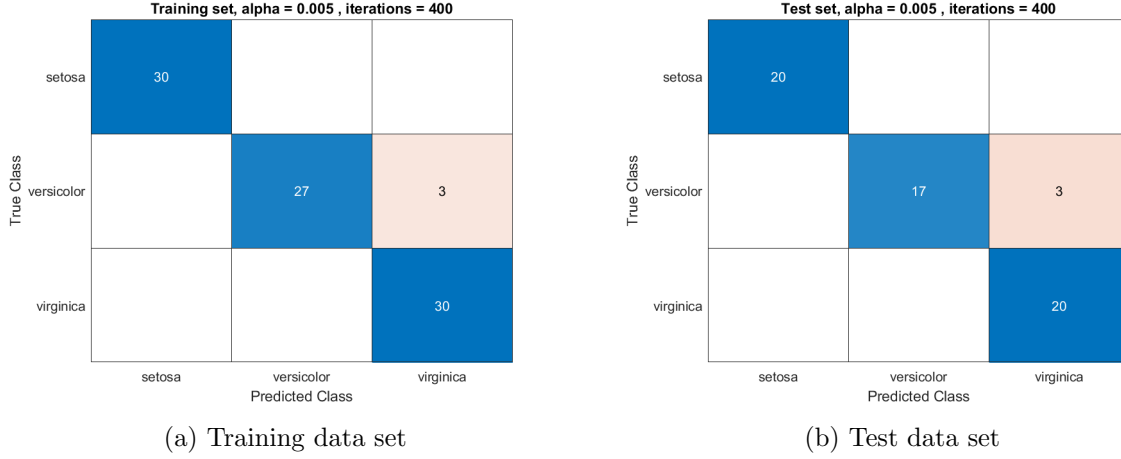 Training set, alpha = 0.005 , iterations = 400
setosa
30
True Class
versicolor
27
3
virginica
30
setosa
versicolor
virginica
Predicted Class
(a) Training data set
Test set, alpha = 0.005 , iterations = 400
setosa
20
True Class
versicolor
17
3
virginica
20
setosa
versicolor
virginica
Predicted Class
(b) Test data set